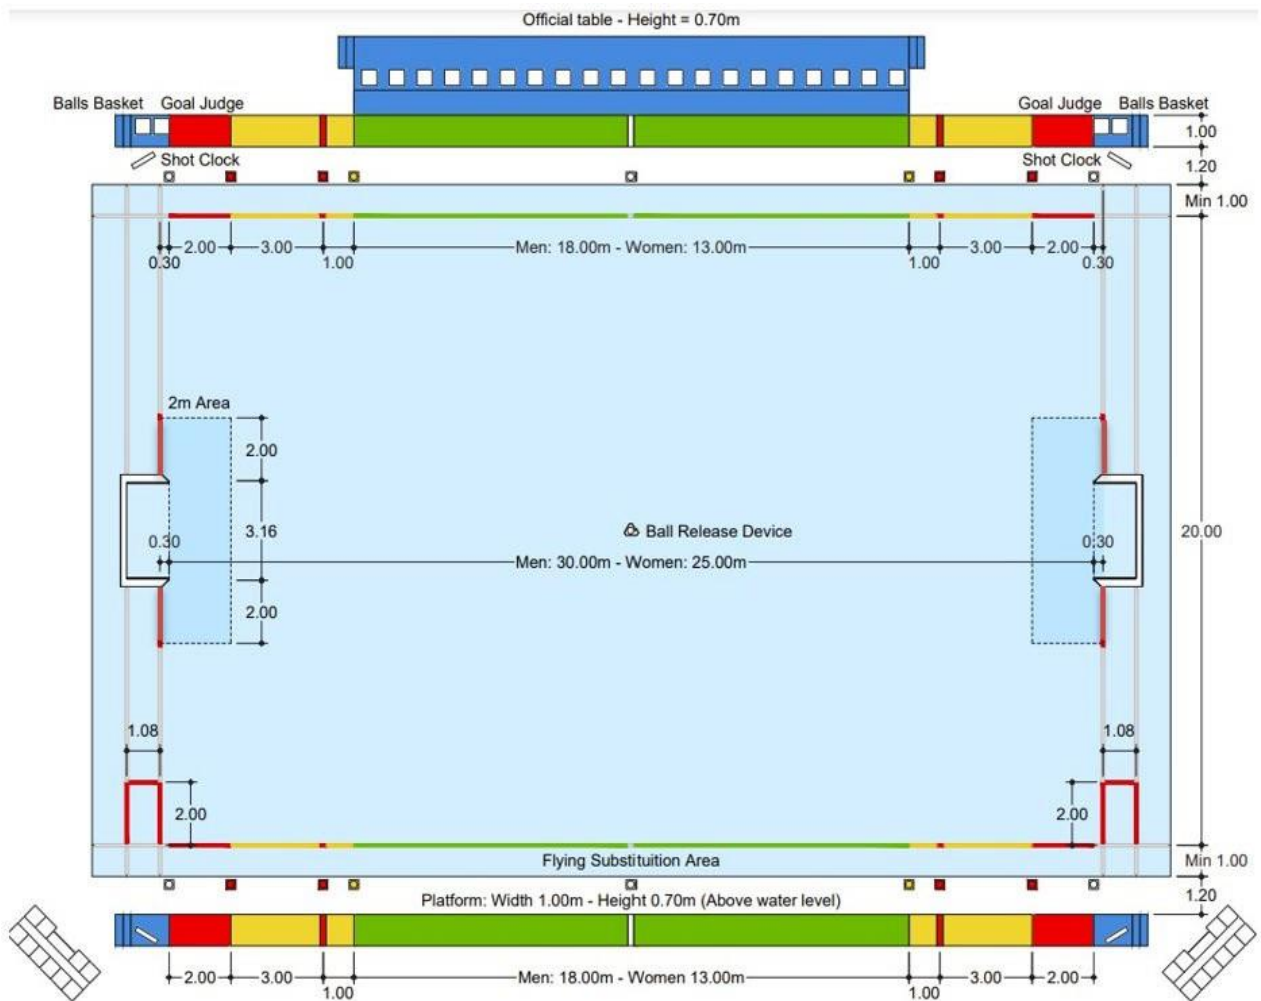 Official table - Height = 0.70m
Balls Basket Goal Judge
Goal Judge Balls Basket
1.00
Shot Clock
Shot Clock
1.20
Min 1.00
2.00 3.00 Men: 18.00m - Women: 13.00m 3.00 2.00
0.30 1.00 1.00 0.30
2m Area
2.00
3.16
Ball Release Device
20.00
0.30
0.30
Men: 30.00m - Women: 25.00m
2.00
1.08
1.08
2.00
2.00
Flying Substituition Area
Min 1.00
1.20
Platform: Width 1.00m - Height 0.70m (Above water level)
2.00 3.00 Men: 18.00m - Women 13.00m 3.00 2.00
1.00 1.00